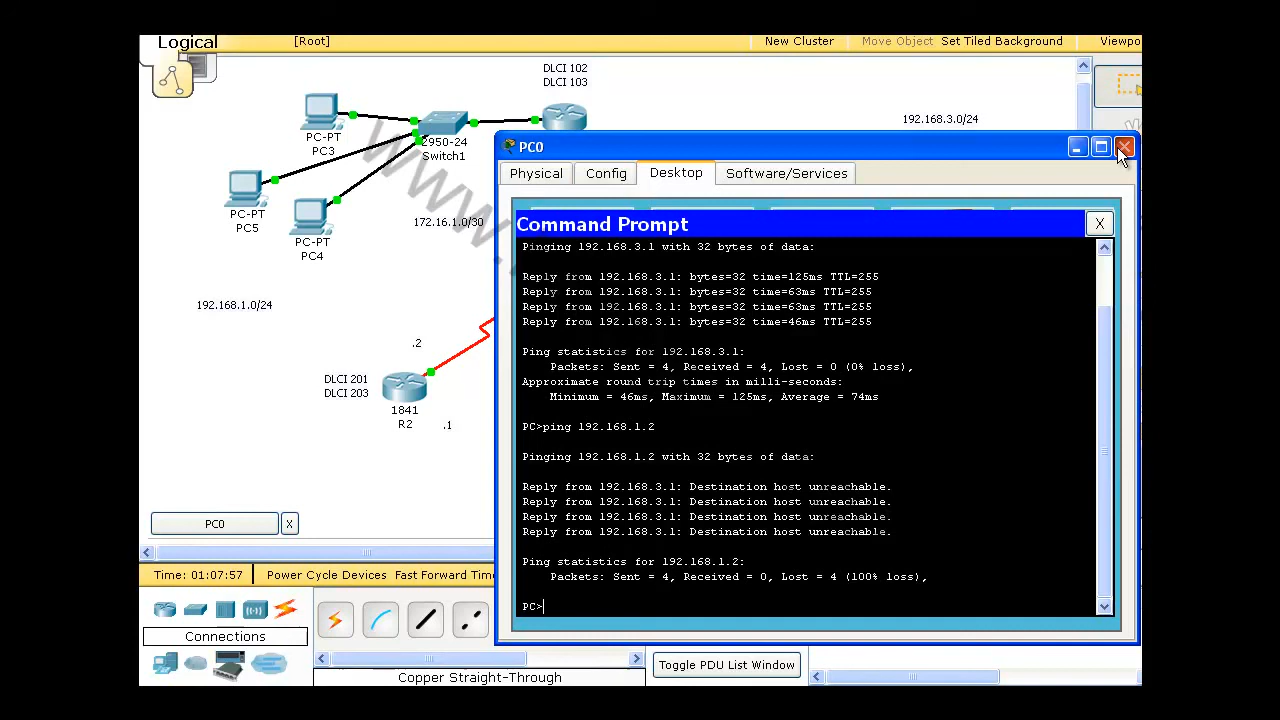 Logical
[Root]
New Cluster
Move Object
Set Tiled Background
Viewpo
DLCI 102
DLCI 103
192.168.3.0/24
PC-PT
PC3
2950-24
Switch1
PC-PT
PC5
PC-PT
PC4
172.16.1.0/30
www.
192.168.1.0/24
.2
DLCI 201
DLCI 203
1841
R2
.1
PC0
X
PC0
Physical
Config
Desktop
Software/Services
Command Prompt
X
Pinging 192.168.3.1 with 32 bytes of data:
Reply from 192.168.3.1: bytes=32 time=125ms TTL=255
Reply from 192.168.3.1: bytes=32 time=63ms TTL=255
Reply from 192.168.3.1: bytes=32 time=63ms TTL=255
Reply from 192.168.3.1: bytes=32 time=46ms TTL=255
Ping statistics for 192.168.3.1:
Packets: Sent = 4, Received = 4, Lost = 0 (0% loss),
Approximate round trip times in milli-seconds:
Minimum = 46ms, Maximum = 125ms, Average = 74ms
PC>ping 192.168.1.2
Pinging 192.168.1.2 with 32 bytes of data:
Reply from 192.168.3.1: Destination host unreachable.
Reply from 192.168.3.1: Destination host unreachable.
Reply from 192.168.3.1: Destination host unreachable.
Reply from 192.168.3.1: Destination host unreachable.
Ping statistics for 192.168.1.2:
Packets: Sent = 4, Received = 0, Lost = 4 (100% loss),
PC>
Time: 01:07:57
Power Cycle Devices
Fast Forward Time
Connections
Copper Straight-Through
Toggle PDU List Window